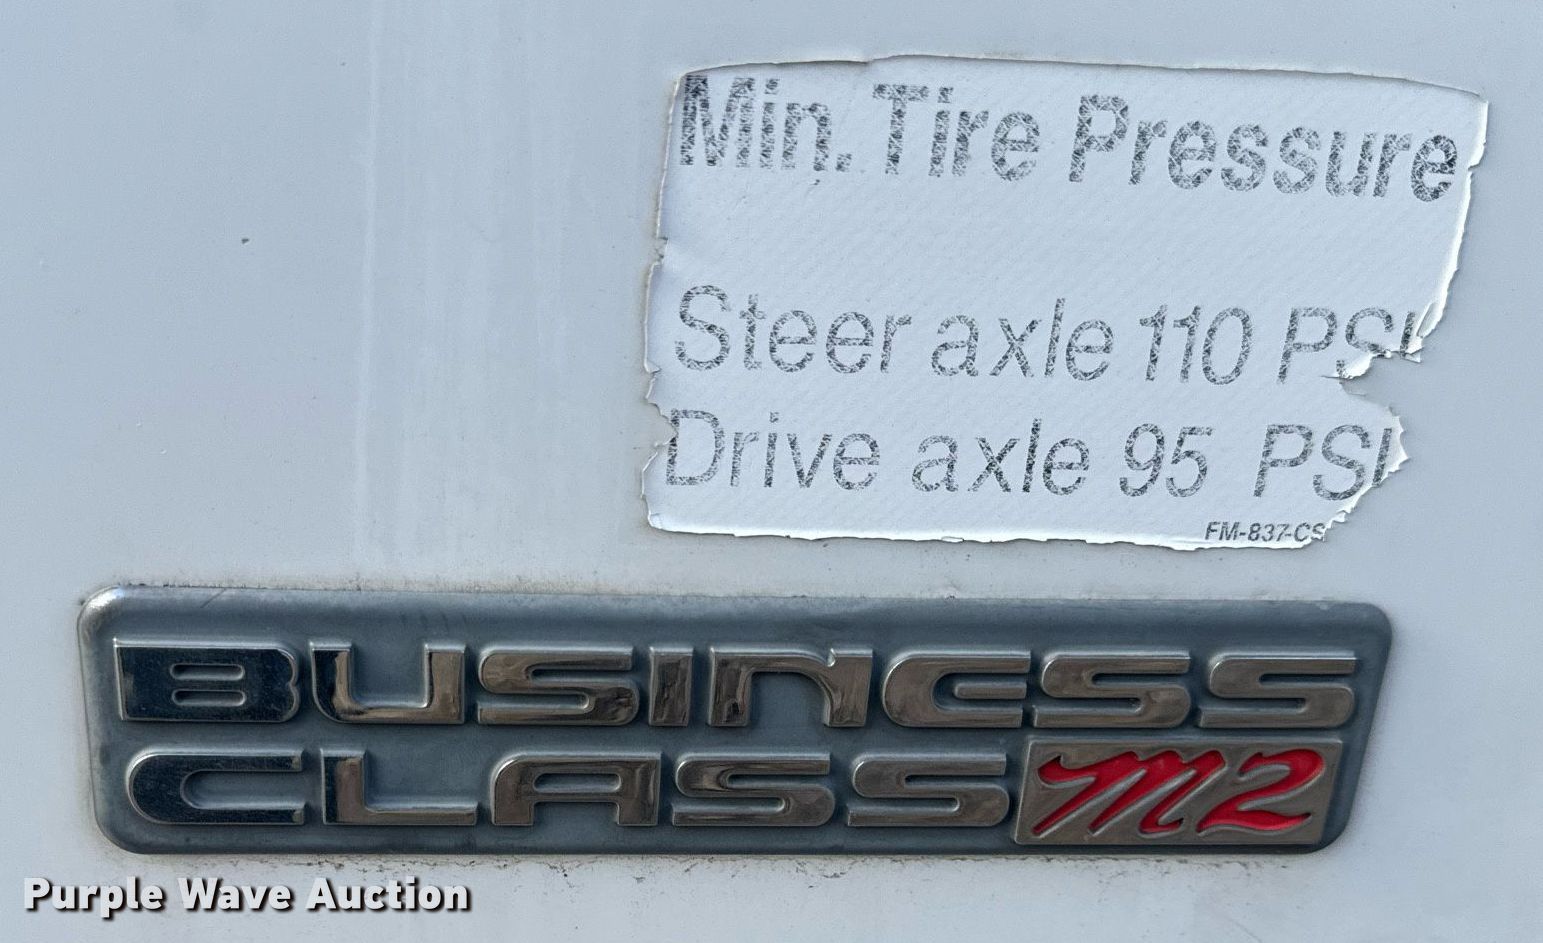 Min. Tire Pressure
Steer axle 110 PSI
Drive axle 95 PSI
FM-837-CS
BUSINESS
CLASS M2
Purple Wave Auction